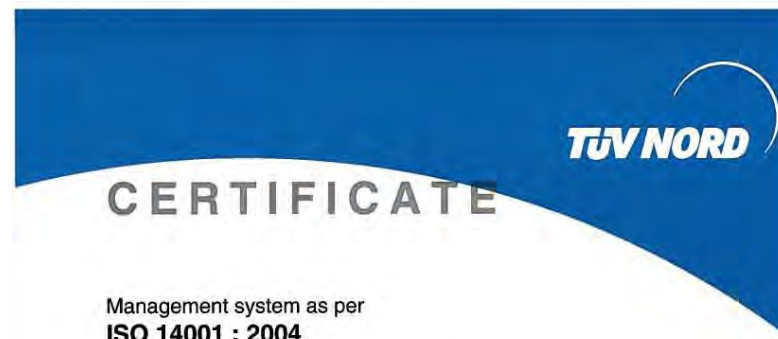 TÜV NORD
CERTIFICATE
Management system as per
ISO 14001 : 2004